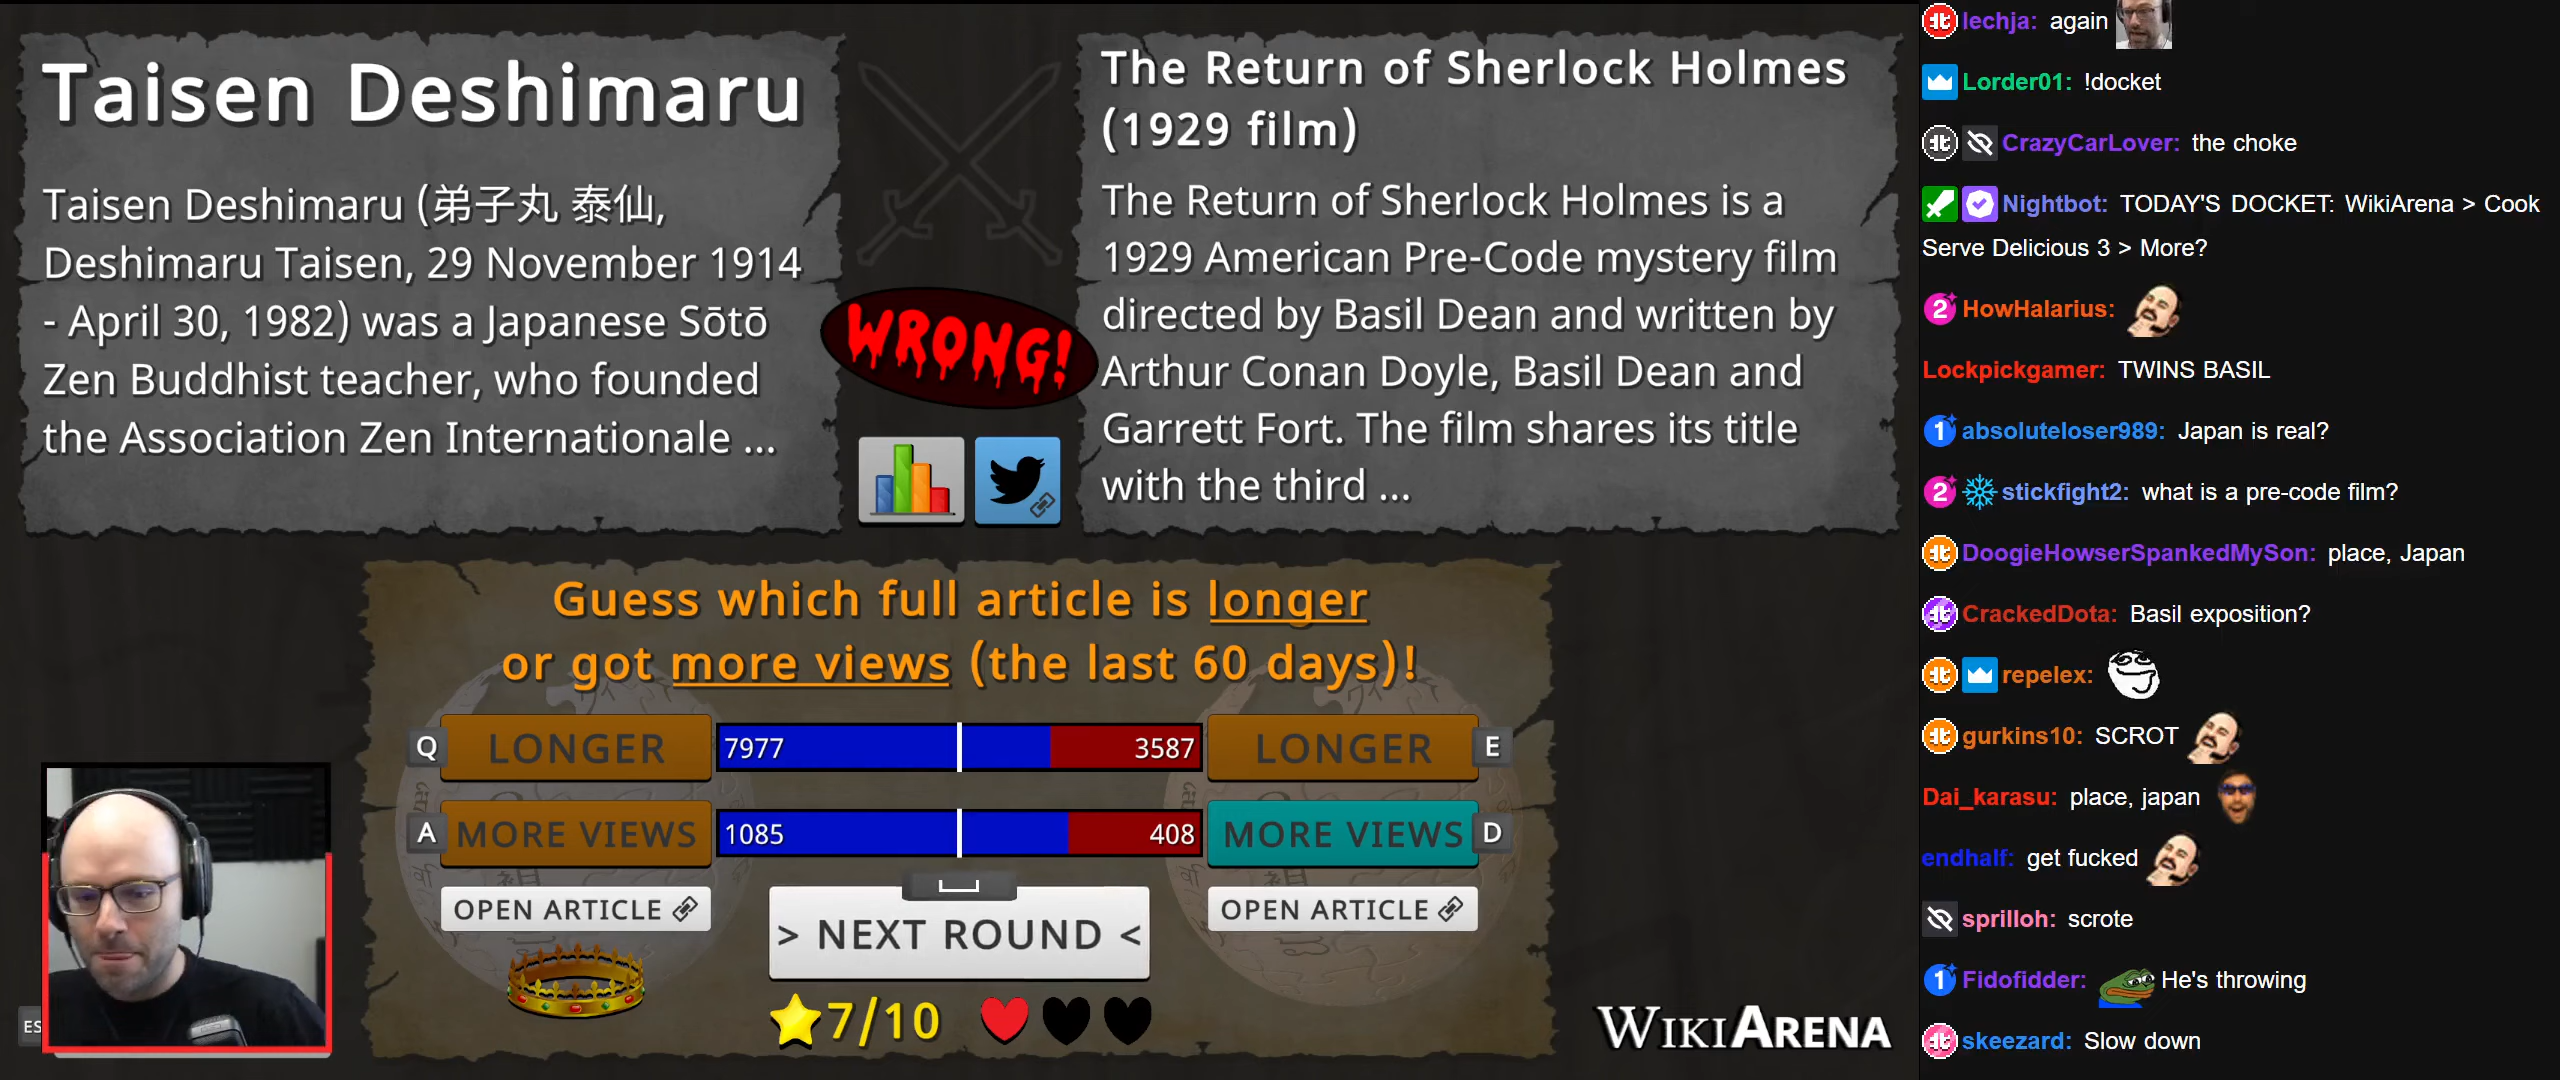 Taisen Deshimaru
Taisen Deshimaru (弟子丸 泰仙,
Deshimaru Taisen, 29 November 1914
- April 30, 1982) was a Japanese Sōtō
Zen Buddhist teacher, who founded
the Association Zen Internationale ...
WRONG!
The Return of Sherlock Holmes
(1929 film)
The Return of Sherlock Holmes is a
1929 American Pre-Code mystery film
directed by Basil Dean and written by
Arthur Conan Doyle, Basil Dean and
Garrett Fort. The film shares its title
with the third ...
Guess which full article is longer
or got more views (the last 60 days)!
Q LONGER 7977 3587 LONGER E
A MORE VIEWS 1085 408 MORE VIEWS D
OPEN ARTICLE
OPEN ARTICLE
> NEXT ROUND <
7/10
ES
WIKIARENA
lechja: again
Lorder01: !docket
CrazyCarLover: the choke
Nightbot: TODAY'S DOCKET: WikiArena > Cook
Serve Delicious 3 > More?
HowHalarius:
Lockpickgamer: TWINS BASIL
absoluteloser989: Japan is real?
stickfight2: what is a pre-code film?
DoogieHowserSpankedMySon: place, Japan
CrackedDota: Basil exposition?
repelex:
gurkins10: SCROT
Dai_karasu: place, japan
endhalf: get fucked
sprilloh: scrote
Fidofidder: He's throwing
skeezard: Slow down